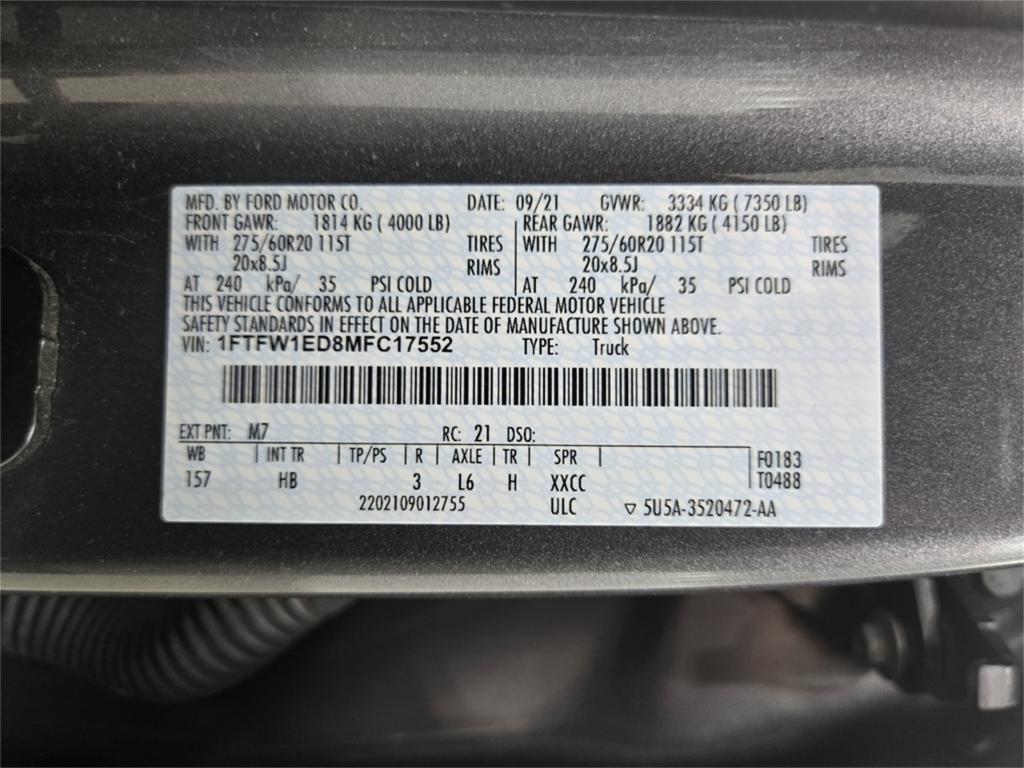 MFD. BY FORD MOTOR CO. DATE: 09/21 GVWR: 3334 KG ( 7350 LB)
FRONT GAWR: 1814 KG ( 4000 LB) REAR GAWR: 1882 KG ( 4150 LB)
WITH 275/60R20 115T TIRES WITH 275/60R20 115T TIRES
20x8.5J RIMS 20x8.5J RIMS
AT 240 kPa/ 35 PSI COLD AT 240 kPa/ 35 PSI COLD
THIS VEHICLE CONFORMS TO ALL APPLICABLE FEDERAL MOTOR VEHICLE
SAFETY STANDARDS IN EFFECT ON THE DATE OF MANUFACTURE SHOWN ABOVE.
VIN: 1FTFW1ED8MFC17552 TYPE: Truck
EXT PNT: M7 RC: 21 DSO:
WB INT TR TP/PS R AXLE TR SPR F0183
157 HB 3 L6 H XXCC T0488
2202109012755 ULC ▽ 5U5A-3520472-AA